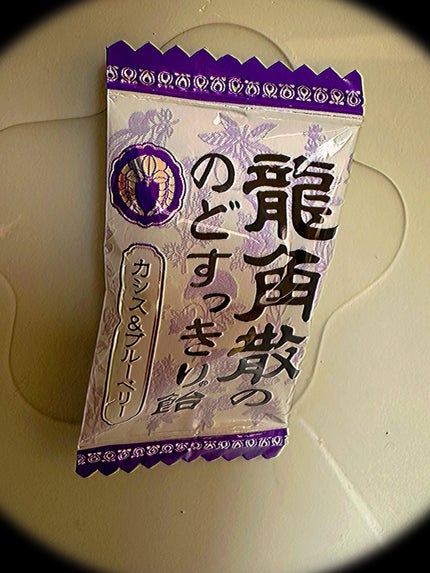 龍角散の
のどすっきり飴
カシス&ブルーベリー